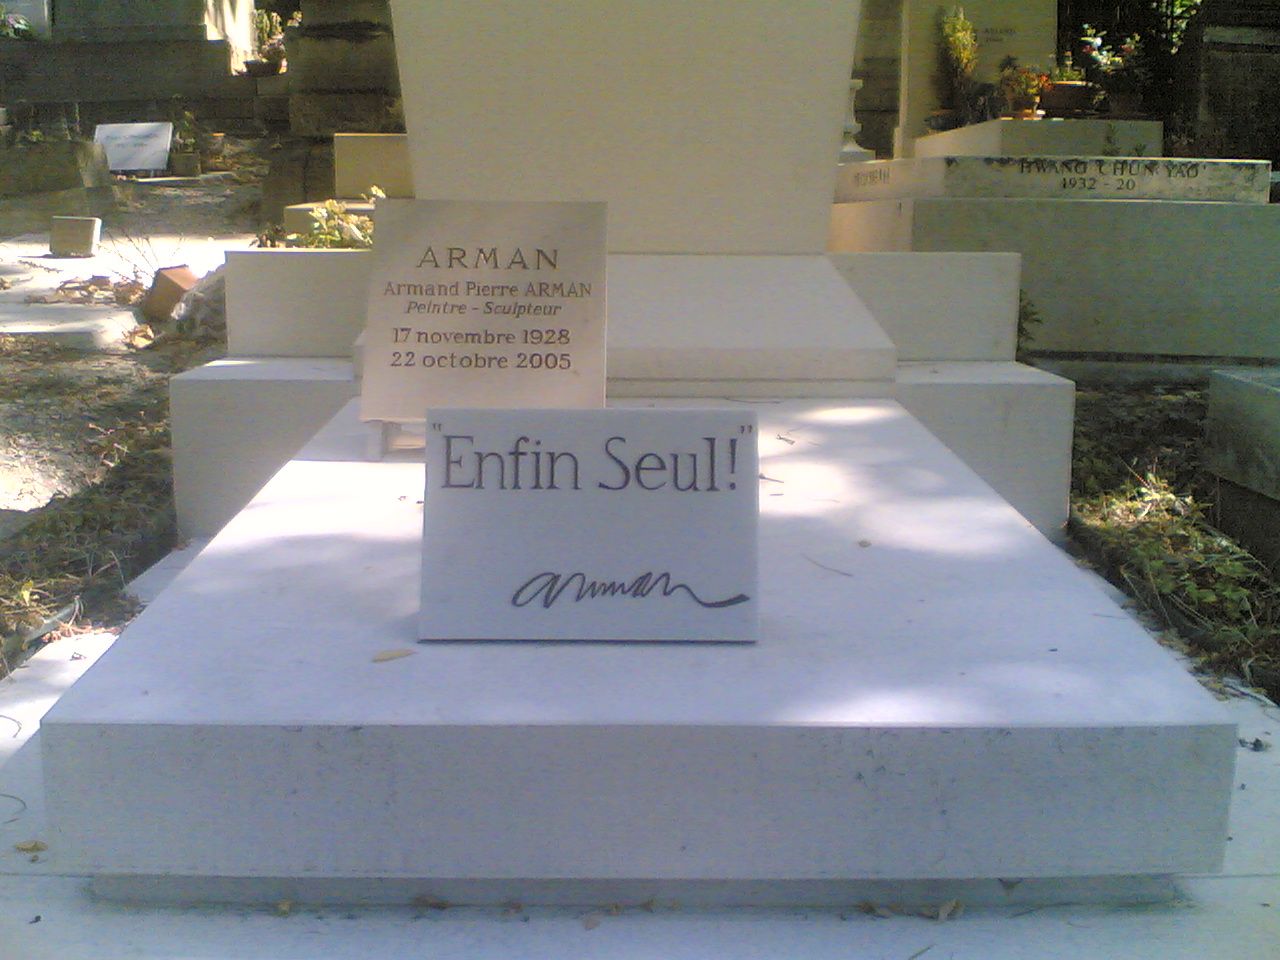 ARMAN
Armand Pierre ARMAN
Peintre - Sculpteur
17 novembre 1928
22 octobre 2005
"Enfin Seul!"
arman
HWANG CHUN YAO
1932 - 20